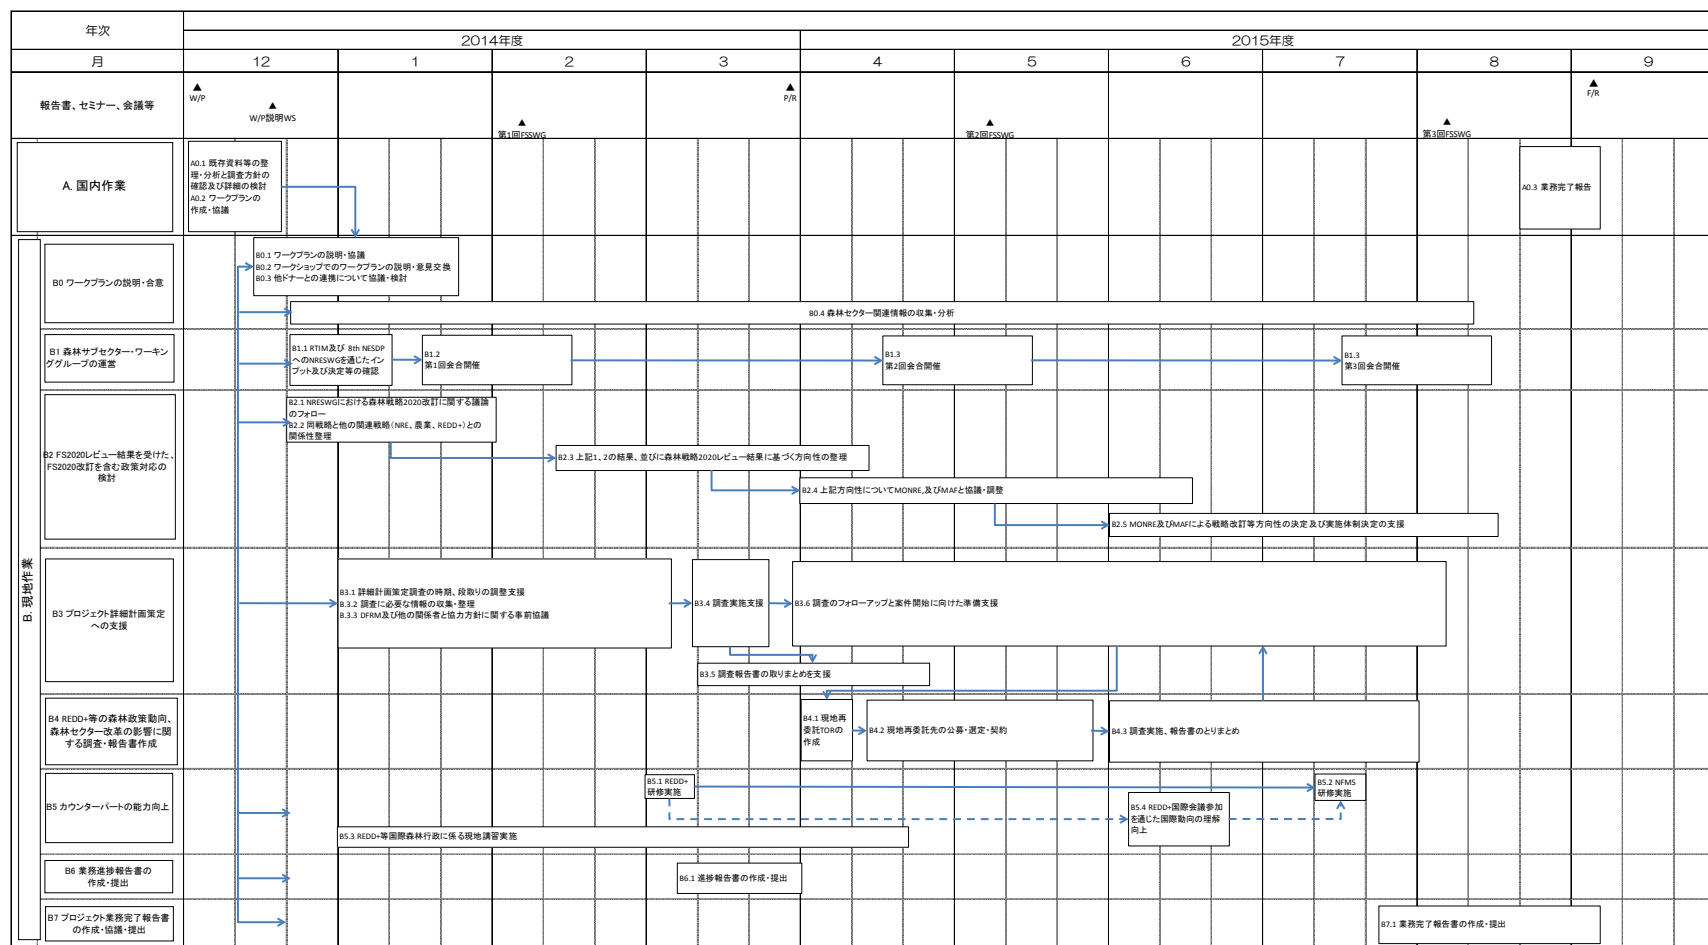 年次
2014年度
2015年度
月
12
1
2
3
4
5
6
7
8
9
報告書、セミナー、会議等
▲
W/P
▲
W/P説明WS
▲
第1回FSSWG
▲
P/R
▲
第2回FSSWG
▲
第3回FSSWG
▲
F/R
A. 国内作業
A0.1 既存資料等の整
理・分析と調査方針の
確認及び詳細の検討
A0.2 ワークプランの
作成・協議
A0.3 業務完了報告
B. 現地作業
B0 ワークプランの説明・合意
B0.1 ワークプランの説明・協議
B0.2 ワークショップでのワークプランの説明・意見交換
B0.3 他ドナーとの連携について協議・検討
B0.4 森林セクター関連情報の収集・分析
B1 森林サブセクター・ワーキン
ググループの運営
B1.1 RTIM及び 8th NESDP
へのNRESWGを通じたイン
プット及び決定等の確認
B1.2
第1回会合開催
B1.3
第2回会合開催
B1.3
第3回会合開催
B2 FS2020レビュー結果を受けた、
FS2020改訂を含む政策対応の
検討
B2.1 NRESWGにおける森林戦略2020改訂に関する議論
のフォロー
B2.2 同戦略と他の関連戦略（NRE、農業、REDD+）との
関係性整理
B2.3 上記1、2の結果、並びに森林戦略2020レビュー結果に基づく方向性の整理
B2.4 上記方向性についてMONRE,及びMAFと協議・調整
B2.5 MONRE及びMAFによる戦略改訂等方向性の決定及び実施体制決定の支援
B3 プロジェクト詳細計画策定
への支援
B.3.1 詳細計画策定調査の時期、段取りの調整支援
B.3.2 調査に必要な情報の収集・整理
B.3.3 DFRM及び他の関係者と協力方針に関する事前協議
B3.4 調査実施支援
B3.6 調査のフォローアップと案件開始に向けた準備支援
B3.5 調査報告書の取りまとめを支援
B4 REDD+等の森林政策動向、
森林セクター改革の影響に関
する調査・報告書作成
B4.1 現地再
委託TORの
作成
B4.2 現地再委託先の公募・選定・契約
B4.3 調査実施、報告書のとりまとめ
B5 カウンターパートの能力向上
B5.1 REDD+
研修実施
B5.2 NFMS
研修実施
B5.4 REDD+国際会議参加
を通じた国際動向の理解
向上
B5.3 REDD+等国際森林行政に係る現地講習実施
B6 業務進捗報告書の
作成・提出
B6.1 進捗報告書の作成・提出
B7 プロジェクト業務完了報告書
の作成・協議・提出
B7.1 業務完了報告書の作成・提出